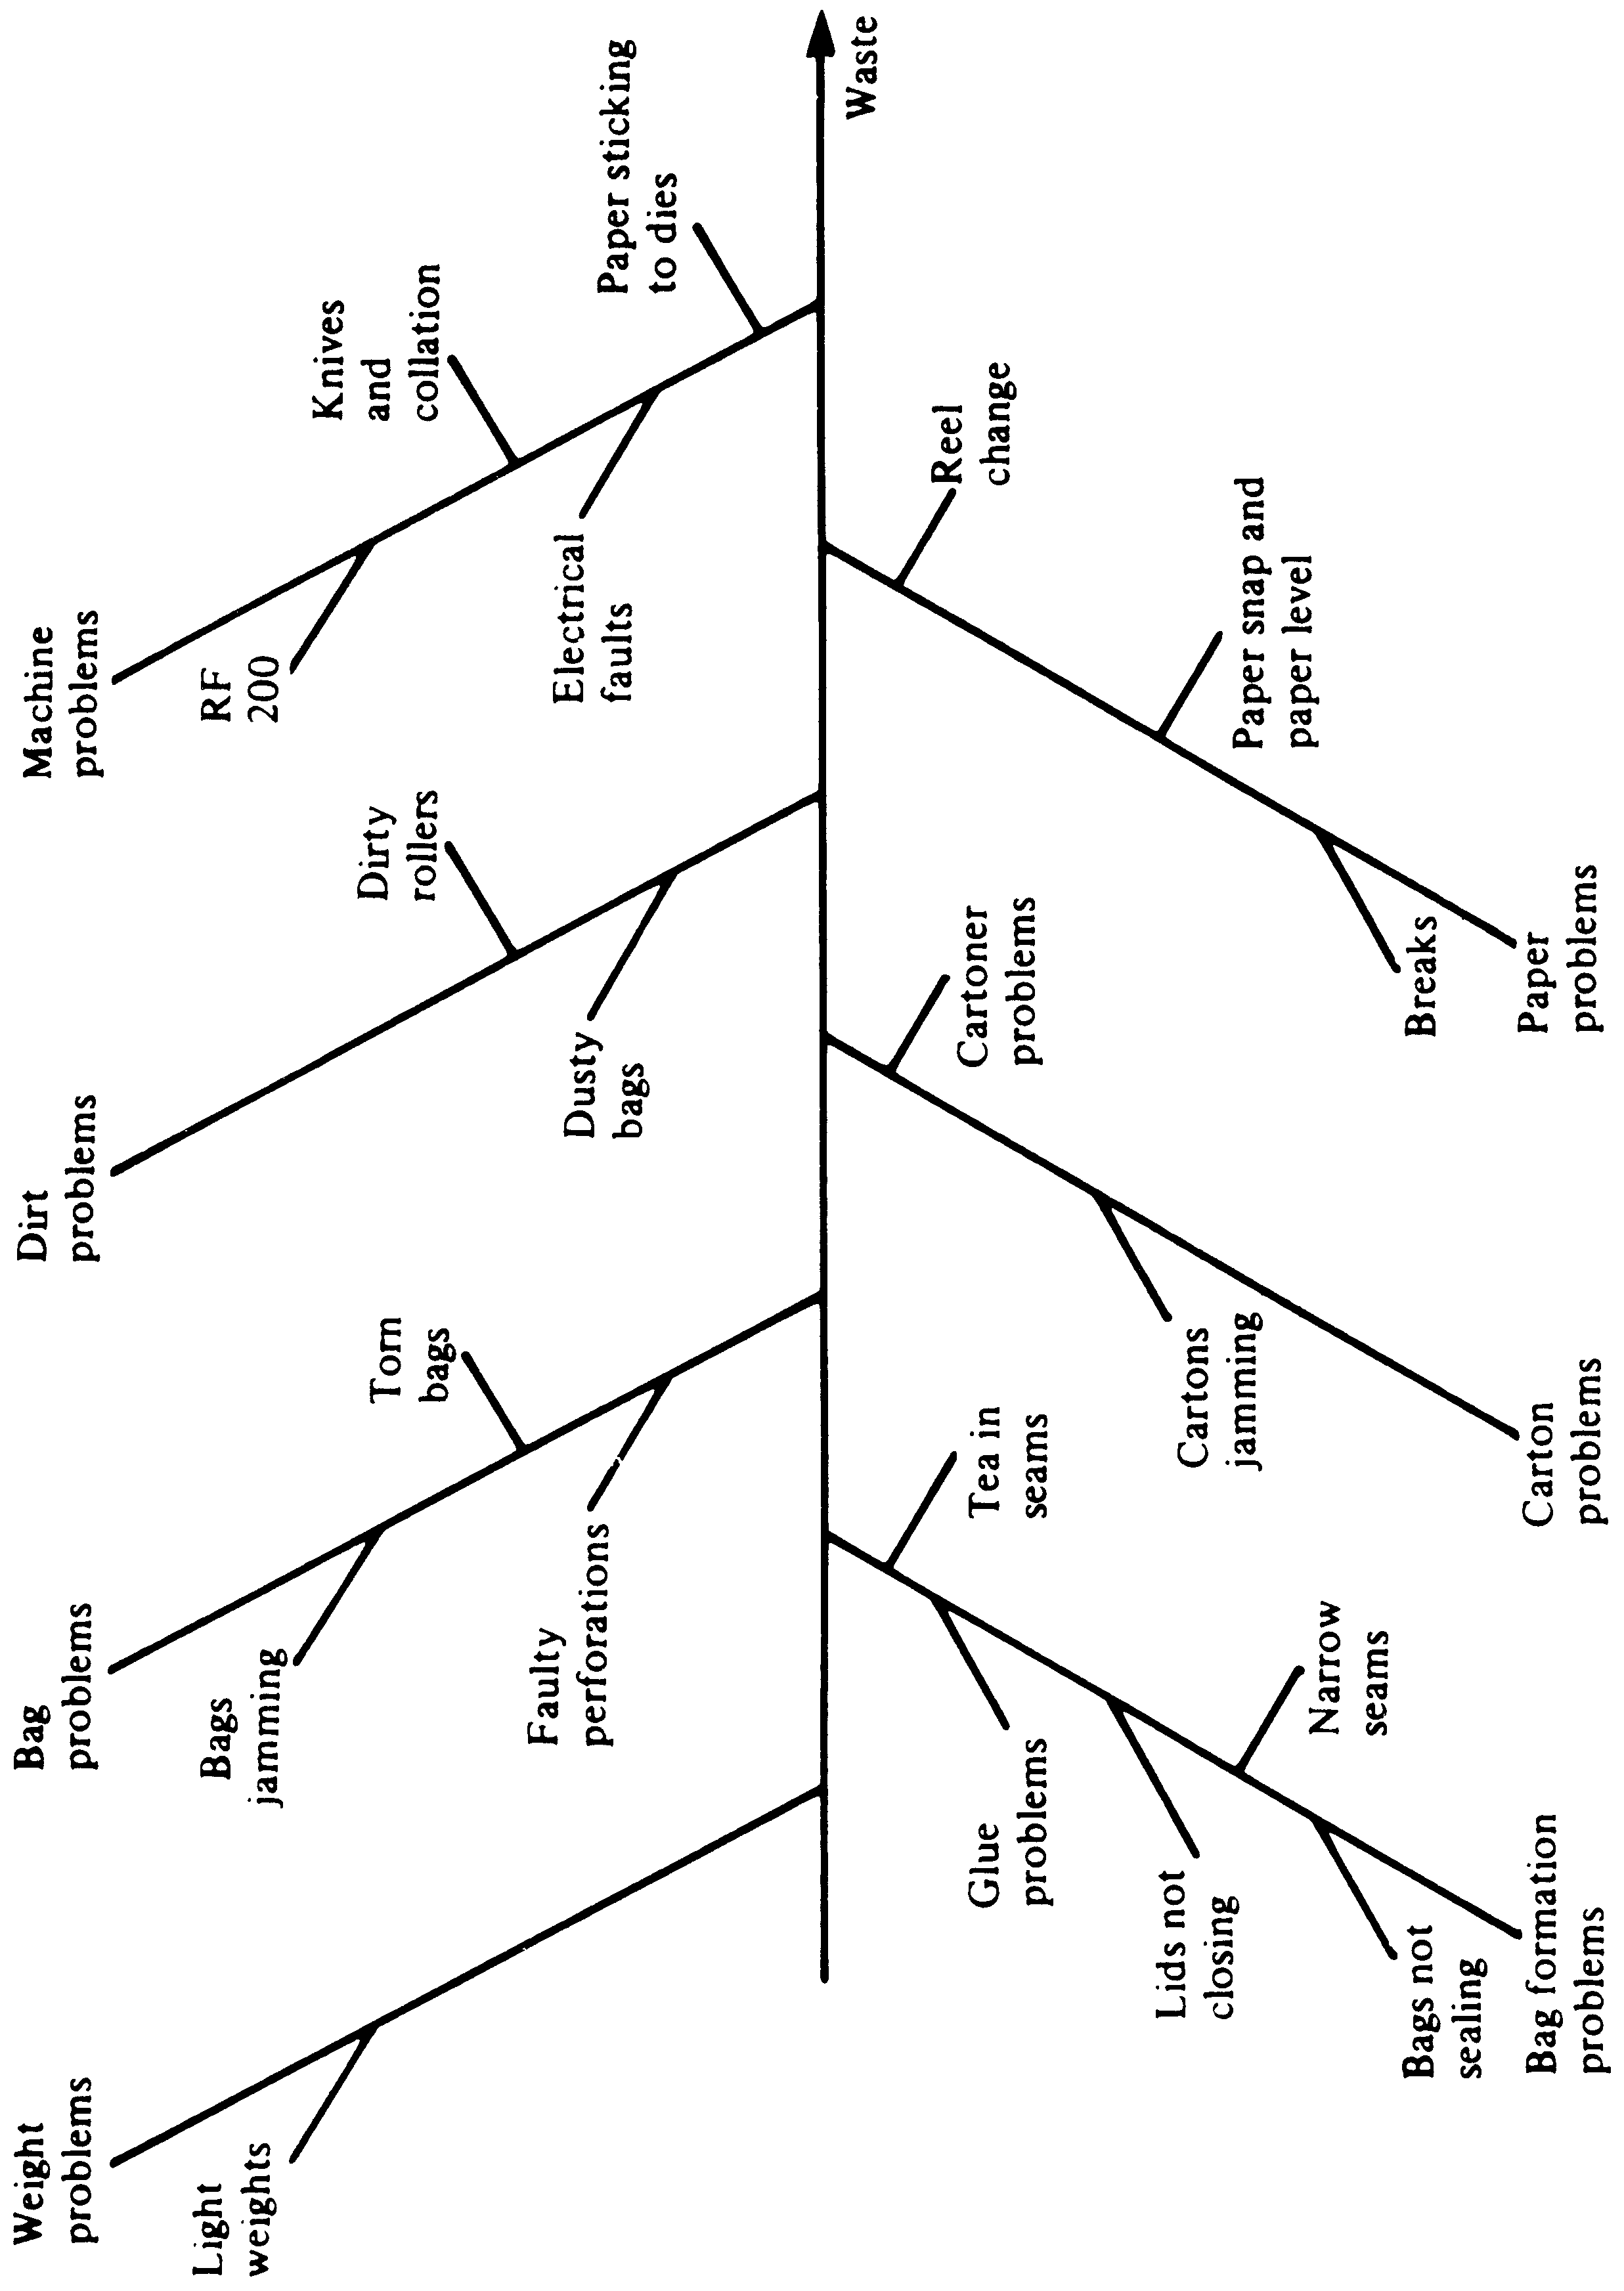 Weight
problems
Light
weights
Bag
problems
Bags
jamming
Torn
bags
Faulty
perforations
Dirt
problems
Dirty
rollers
Dusty
bags
Machine
problems
RF
200
Knives
and
collation
Electrical
faults
Paper sticking
to dies
Waste
Tea in
seams
Glue
problems
Lids not
closing
Narrow
seams
Bags not
sealing
Bag formation
problems
Cartoner
problems
Cartons
jamming
Carton
problems
Reel
change
Paper snap and
paper level
Breaks
Paper
problems